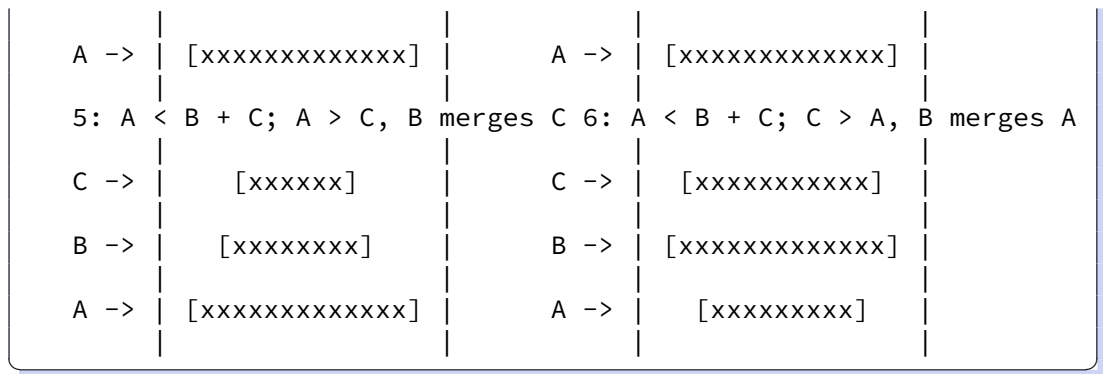 |                 |           |                 |
    A -> | [xxxxxxxxxxxxx] |      A -> | [xxxxxxxxxxxxx] |
            |                 |           |                 |
    5: A < B + C; A > C, B merges C 6: A < B + C; C > A, B merges A
            |                 |           |                 |
    C -> |    [xxxxxx]     |      C -> |  [xxxxxxxxxxx]  |
            |                 |           |                 |
    B -> |   [xxxxxxxx]    |      B -> | [xxxxxxxxxxxxx] |
            |                 |           |                 |
    A -> | [xxxxxxxxxxxxx] |      A -> |   [xxxxxxxxx]   |
            |                 |           |                 |